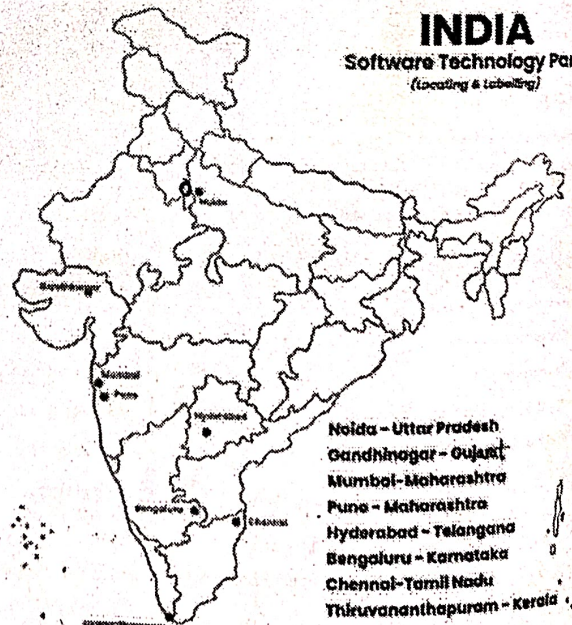 INDIA
Software Technology Par
(Locating & Labelling)
Noida
Gandhinagar
Mumbai
Pune
Hyderabad
Bengaluru
Chennai
Noida - Uttar Pradesh
Gandhinagar - Gujarat
Mumbai-Maharashtra
Pune - Maharashtra
Hyderabad - Telangana
Bengaluru - Karnataka
Chennai-Tamil Nadu
Thiruvananthapuram - Kerala